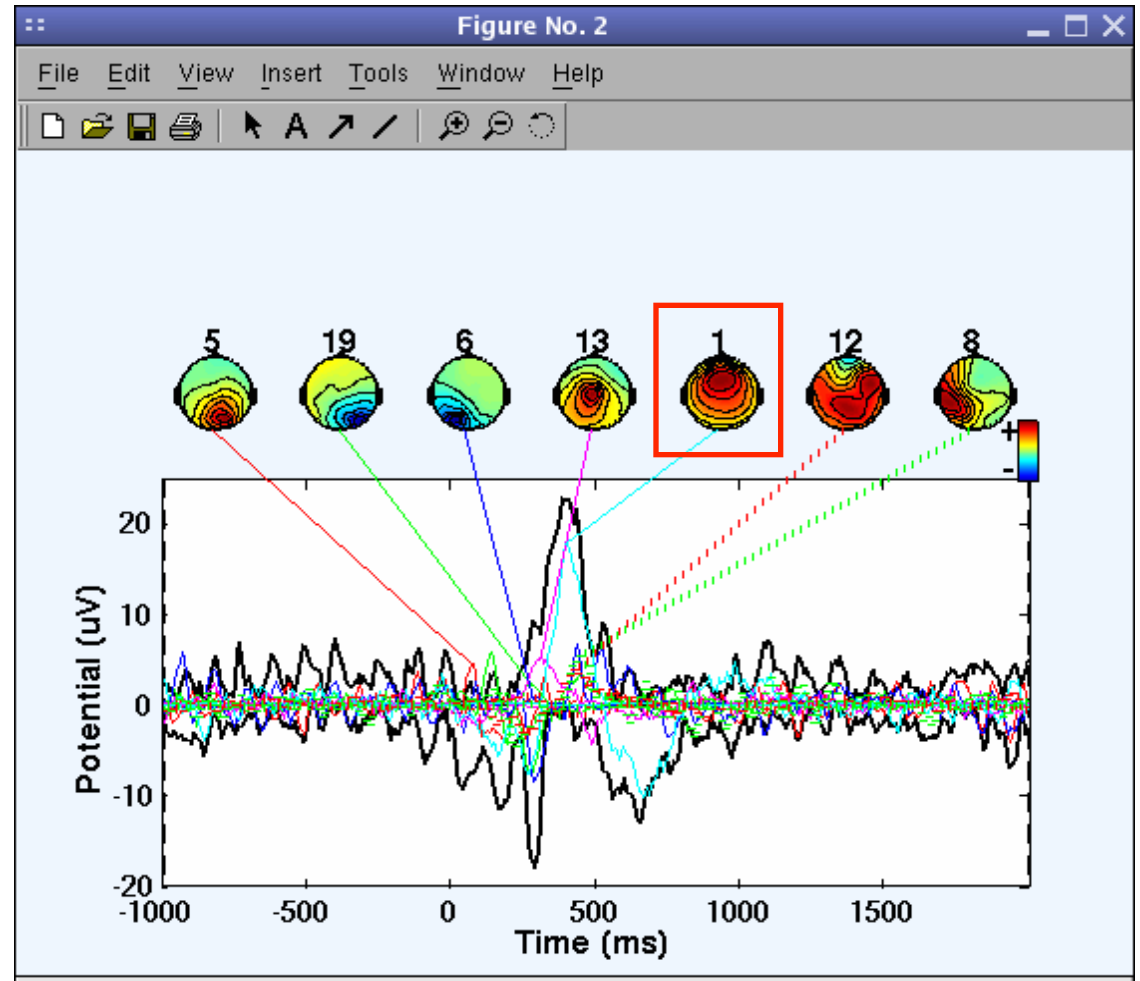 Figure No. 2
File Edit View Insert Tools Window Help
A
5 19 6 13 1 12 8
+
-
20
10
0
-10
-20
Potential (uV)
-1000 -500 0 500 1000 1500
Time (ms)